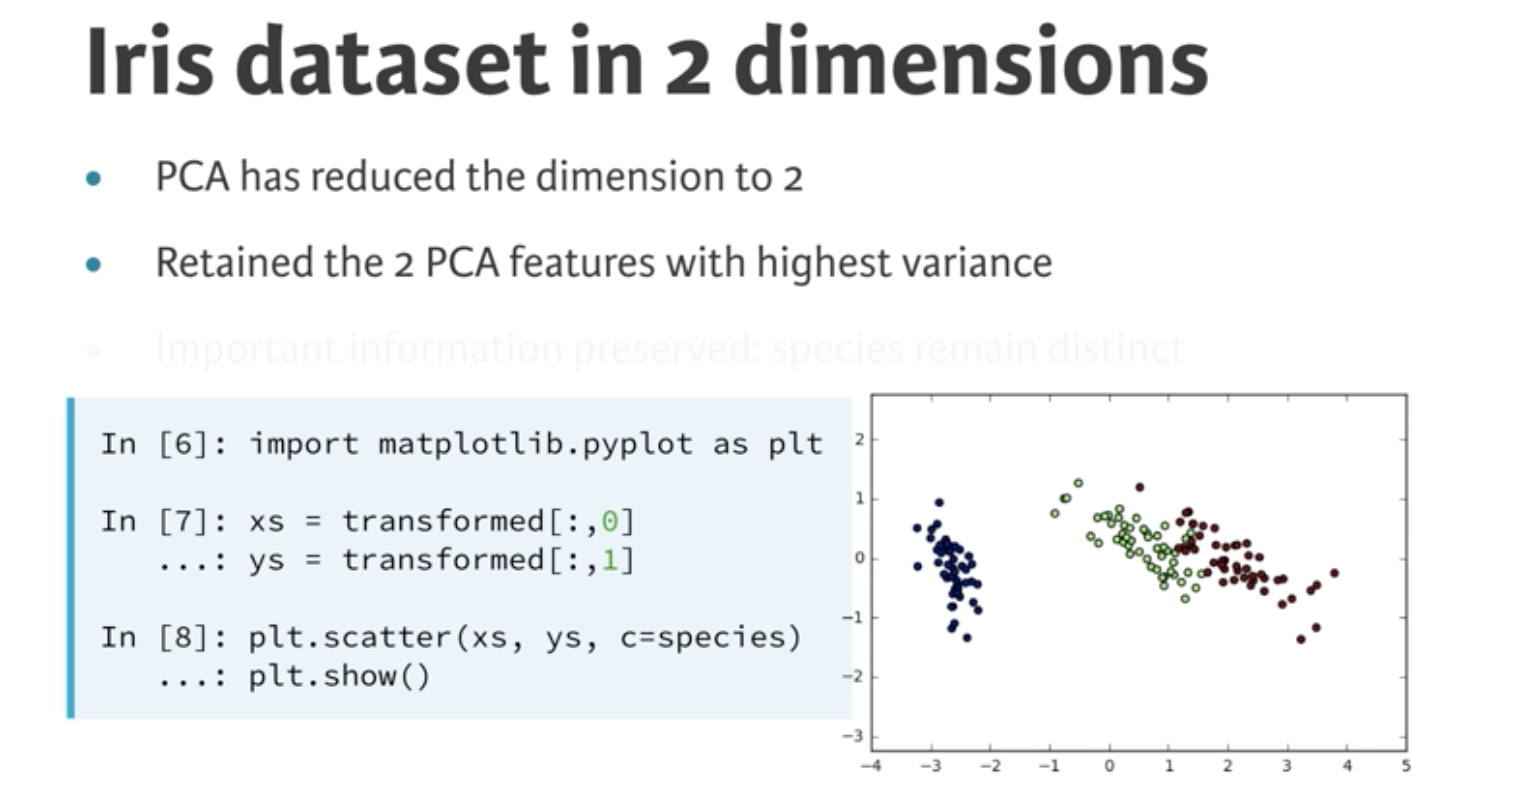 Iris dataset in 2 dimensions
• PCA has reduced the dimension to 2
• Retained the 2 PCA features with highest variance
• Important information preserved: species remain distinct
In [6]: import matplotlib.pyplot as plt
In [7]: xs = transformed[:,0]
...: ys = transformed[:,1]
In [8]: plt.scatter(xs, ys, c=species)
...: plt.show()
2
1
0
−1
−2
−3
−4 −3 −2 −1 0 1 2 3 4 5